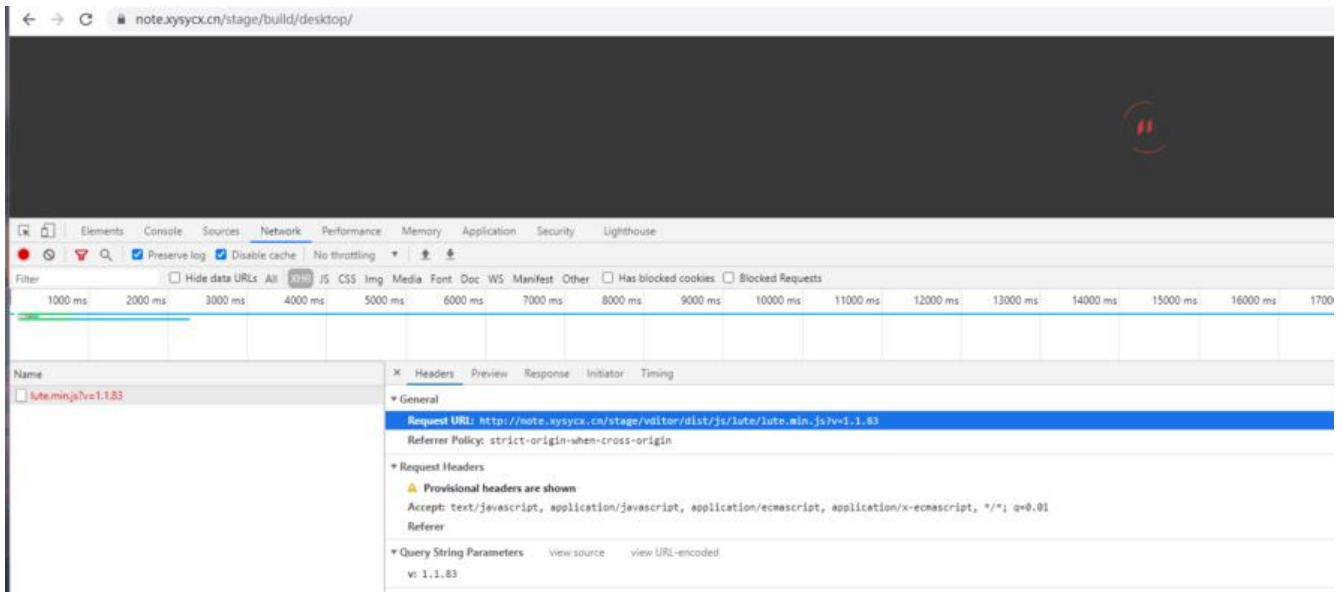 note.xysycx.cn/stage/build/desktop/
Elements Console Sources Network Performance Memory Application Security Lighthouse
Preserve log Disable cache No throttling
Filter Hide data URLs All XHR JS CSS Img Media Font Doc WS Manifest Other Has blocked cookies Blocked Requests
1000 ms 2000 ms 3000 ms 4000 ms 5000 ms 6000 ms 7000 ms 8000 ms 9000 ms 10000 ms 11000 ms 12000 ms 13000 ms 14000 ms 15000 ms 16000 ms 1700
Name
Headers Preview Response Initiator Timing
lute.min.js?v=1.1.83
General
Request URL: http://note.xysycx.cn/stage/vditor/dist/js/lute/lute.min.js?v=1.1.83
Referrer Policy: strict-origin-when-cross-origin
Request Headers
Provisional headers are shown
Accept: text/javascript, application/javascript, application/ecmascript, application/x-ecmascript, */*; q=0.01
Referer
Query String Parameters view source view URL-encoded
v: 1.1.83